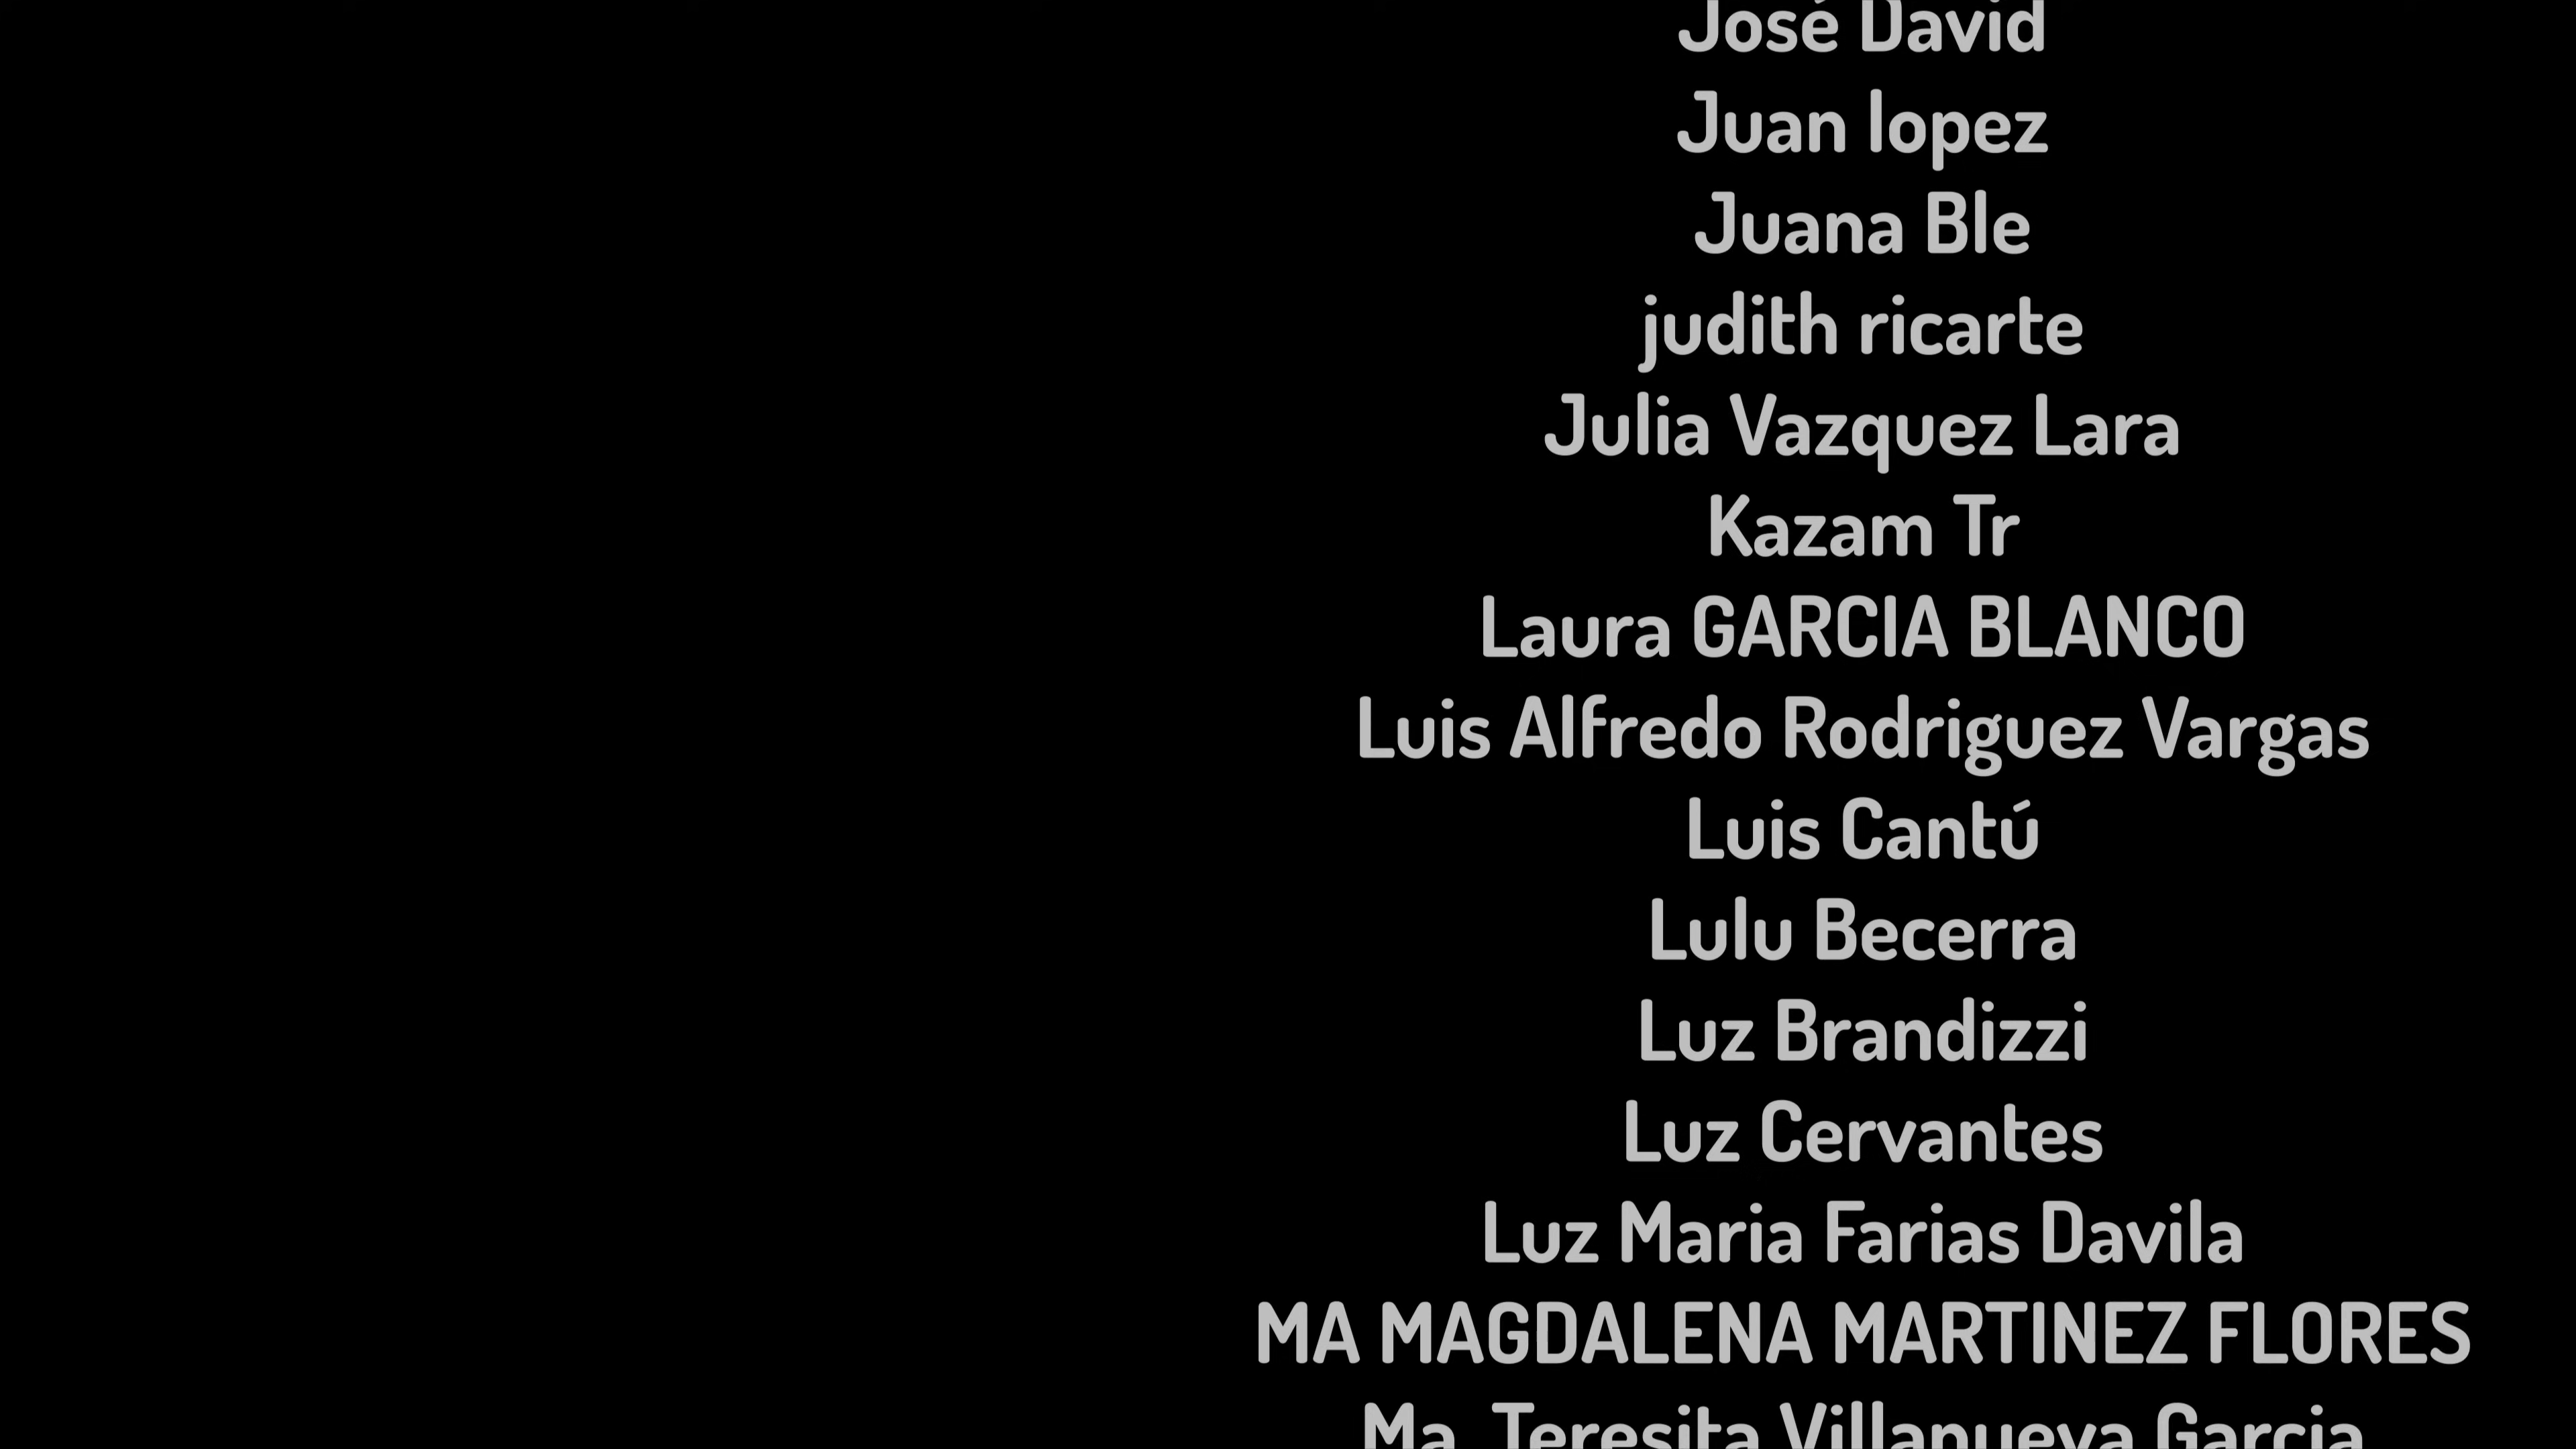 José David
Juan lopez
Juana Ble
judith ricarte
Julia Vazquez Lara
Kazam Tr
Laura GARCIA BLANCO
Luis Alfredo Rodriguez Vargas
Luis Cantú
Lulu Becerra
Luz Brandizzi
Luz Cervantes
Luz Maria Farias Davila
MA MAGDALENA MARTINEZ FLORES
Ma. Teresita Villanueva Garcia